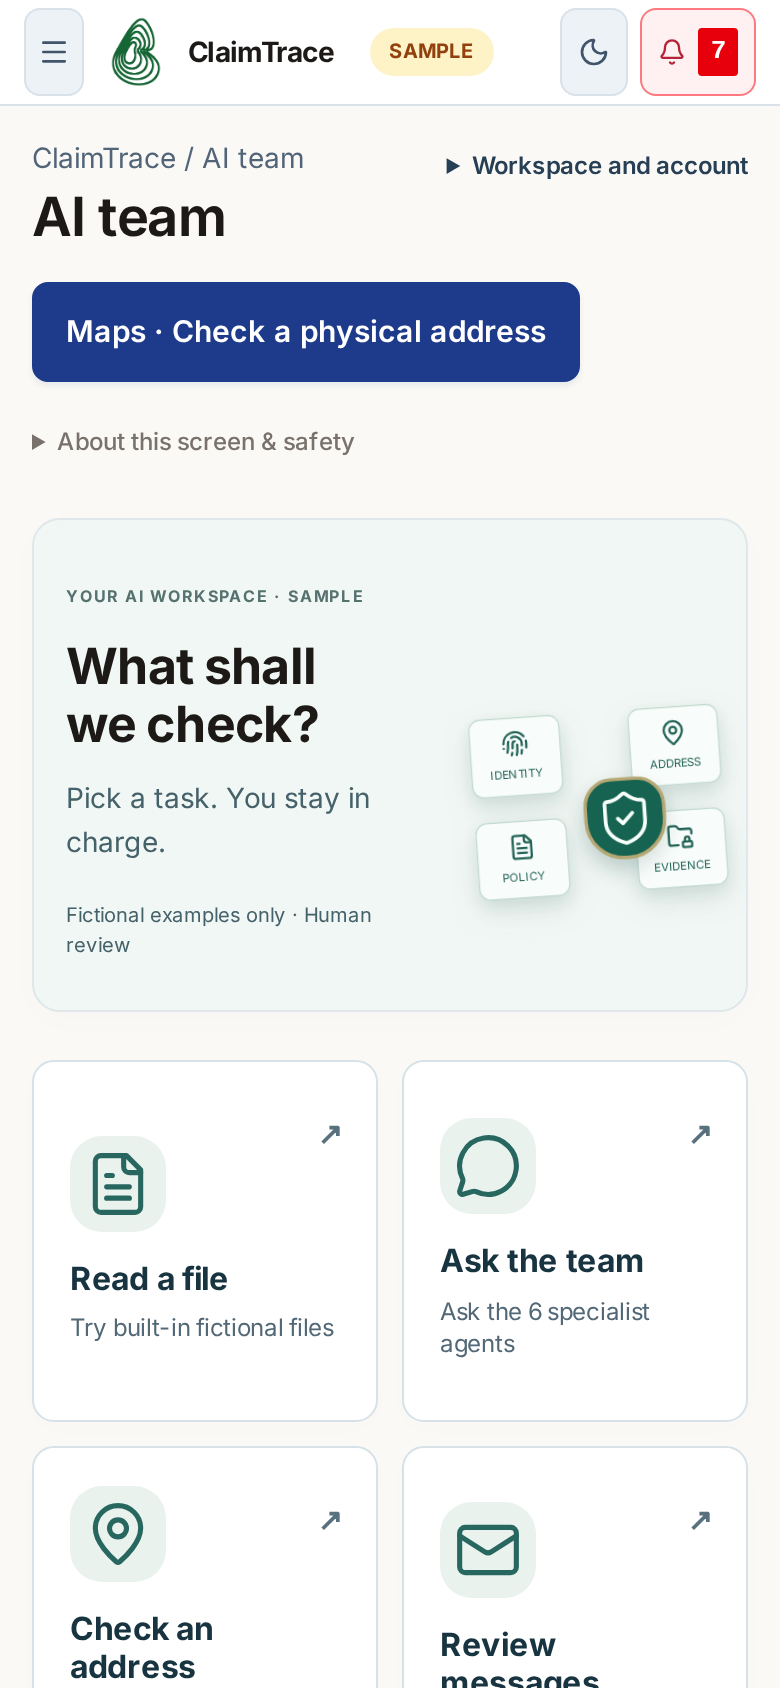 ClaimTrace
SAMPLE
7
ClaimTrace / AI team
Workspace and account
AI team
Maps · Check a physical address
About this screen & safety
YOUR AI WORKSPACE · SAMPLE
What shall
we check?
Pick a task. You stay in
charge.
Fictional examples only · Human
review
IDENTITY
ADDRESS
POLICY
EVIDENCE
Read a file
Try built-in fictional files
Ask the team
Ask the 6 specialist
agents
Check an
address
Review
messages